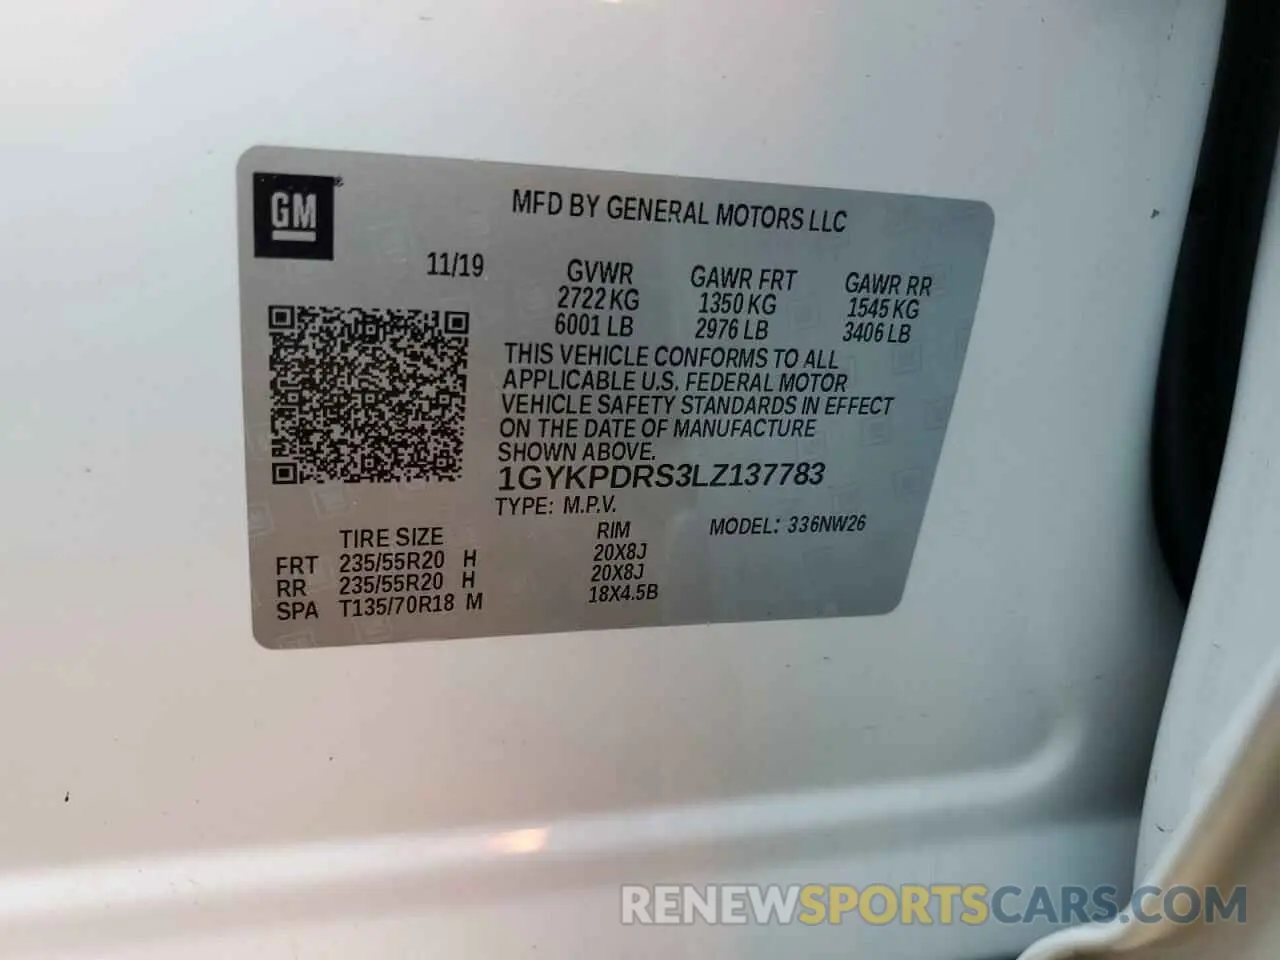 GM®
MFD BY GENERAL MOTORS LLC
11/19
GVWR GAWR FRT GAWR RR
2722 KG 1350 KG 1545 KG
6001 LB 2976 LB 3406 LB
THIS VEHICLE CONFORMS TO ALL
APPLICABLE U.S. FEDERAL MOTOR
VEHICLE SAFETY STANDARDS IN EFFECT
ON THE DATE OF MANUFACTURE
SHOWN ABOVE.
1GYKPDRS3LZ137783
TYPE: M.P.V. MODEL: 336NW26
TIRE SIZE RIM
FRT 235/55R20 H 20X8J
RR 235/55R20 H 20X8J
SPA T135/70R18 M 18X4.5B
RENEWSPORTSCARS.COM